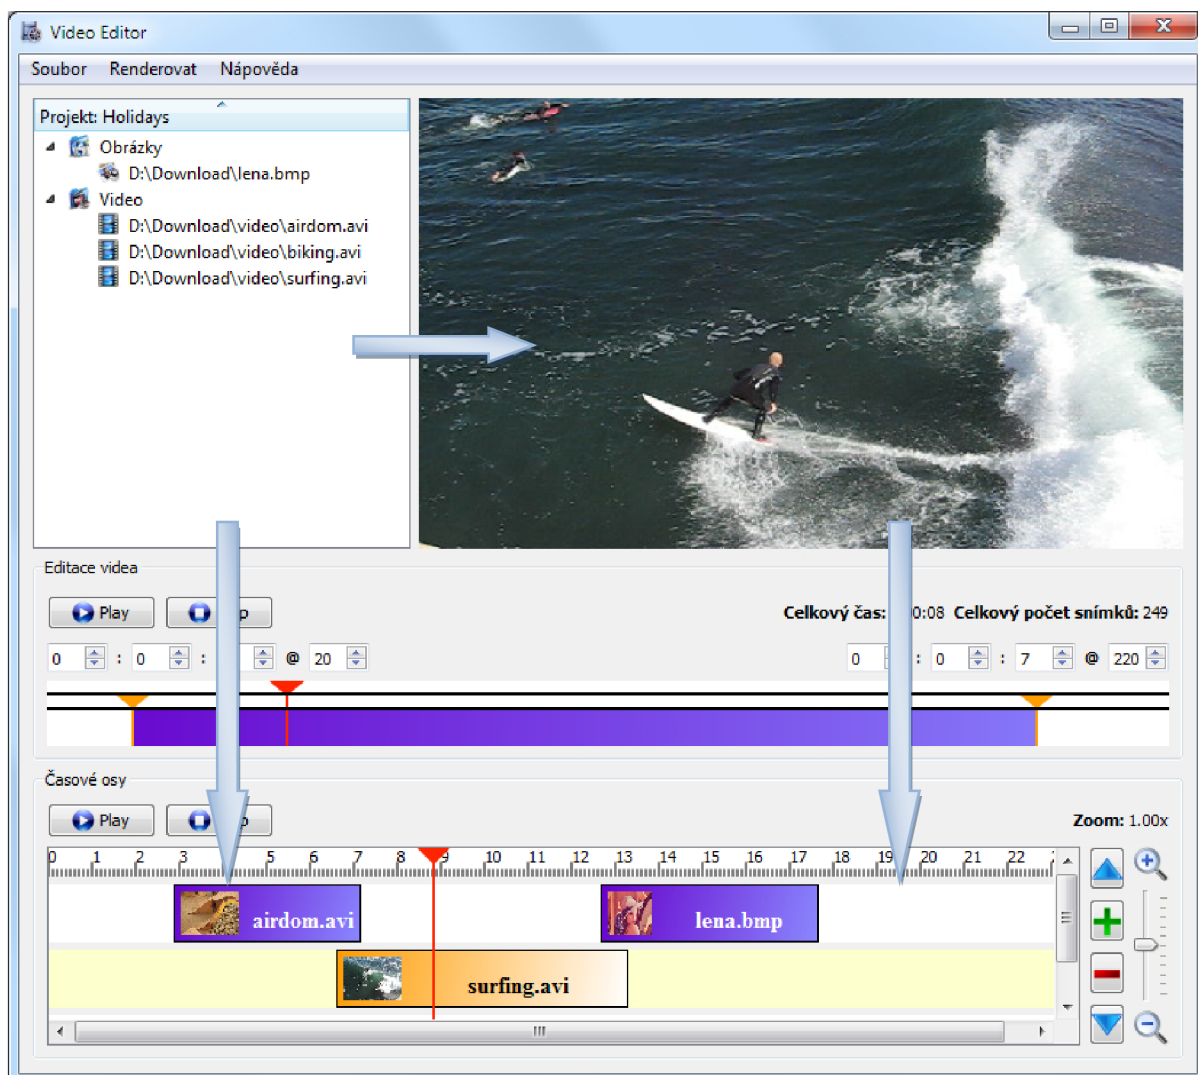 Video Editor
Soubor Renderovat Nápověda
Projekt: Holidays
Obrázky
D:\Download\lena.bmp
Video
D:\Download\video\airdom.avi
D:\Download\video\biking.avi
D:\Download\video\surfing.avi
Editace videa
Play
Celkový čas: 0:08 Celkový počet snímků: 249
0 : 0 : @ 20
0 : 0 : 7 @ 220
Časové osy
Play
Zoom: 1.00x
0 1 2 3 5 6 7 8 9 10 11 12 13 14 15 16 17 18 19 20 21 22
airdom.avi lena.bmp
surfing.avi